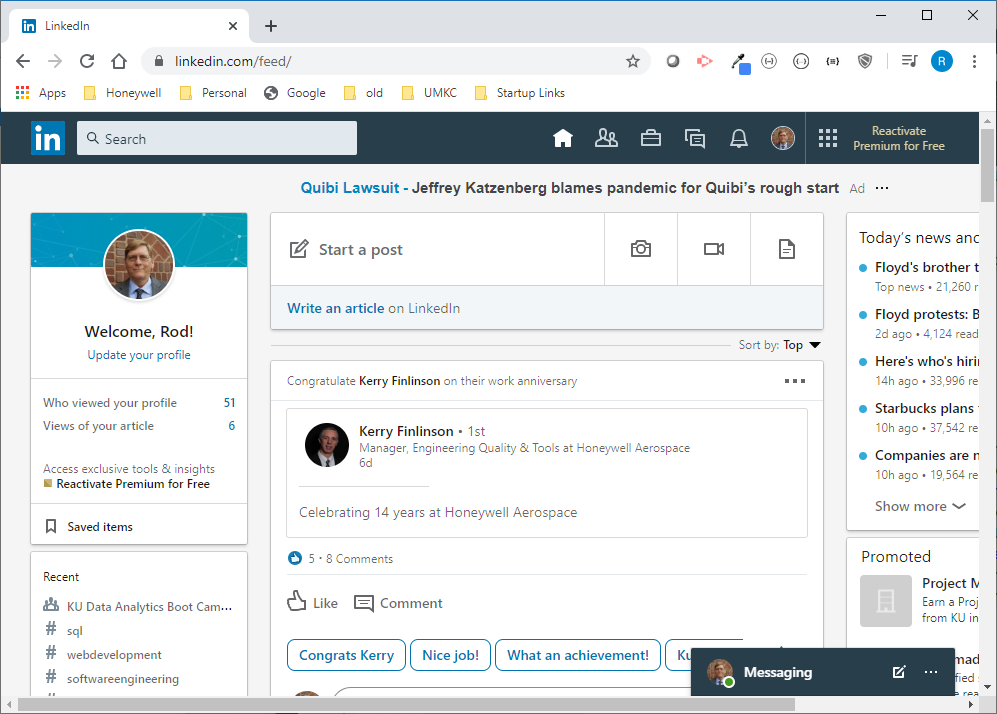 LinkedIn
linkedin.com/feed/
R
Apps Honeywell Personal Google old UMKC Startup Links
in Search
Reactivate
Premium for Free
Quibi Lawsuit - Jeffrey Katzenberg blames pandemic for Quibi's rough start Ad
Welcome, Rod!
Update your profile
Who viewed your profile 51
Views of your article 6
Access exclusive tools & insights
Reactivate Premium for Free
Saved items
Recent
KU Data Analytics Boot Cam...
# sql
# webdevelopment
# softwareengineering
#
Start a post
Write an article on LinkedIn
Sort by: Top
Congratulate Kerry Finlinson on their work anniversary
Kerry Finlinson • 1st
Manager, Engineering Quality & Tools at Honeywell Aerospace
6d
Celebrating 14 years at Honeywell Aerospace
5 • 8 Comments
Like Comment
Congrats Kerry Nice job! What an achievement! Ku
Today's news and
Floyd's brother t
Top news • 21,260 r
Floyd protests: B
2d ago • 4,124 read
Here's who's hirin
14h ago • 33,996 re
Starbucks plans
10h ago • 37,542 re
Companies are n
10h ago • 19,564 re
Show more
Promoted
Project M
Earn a Proj
from KU in
mad
fied s
Messaging